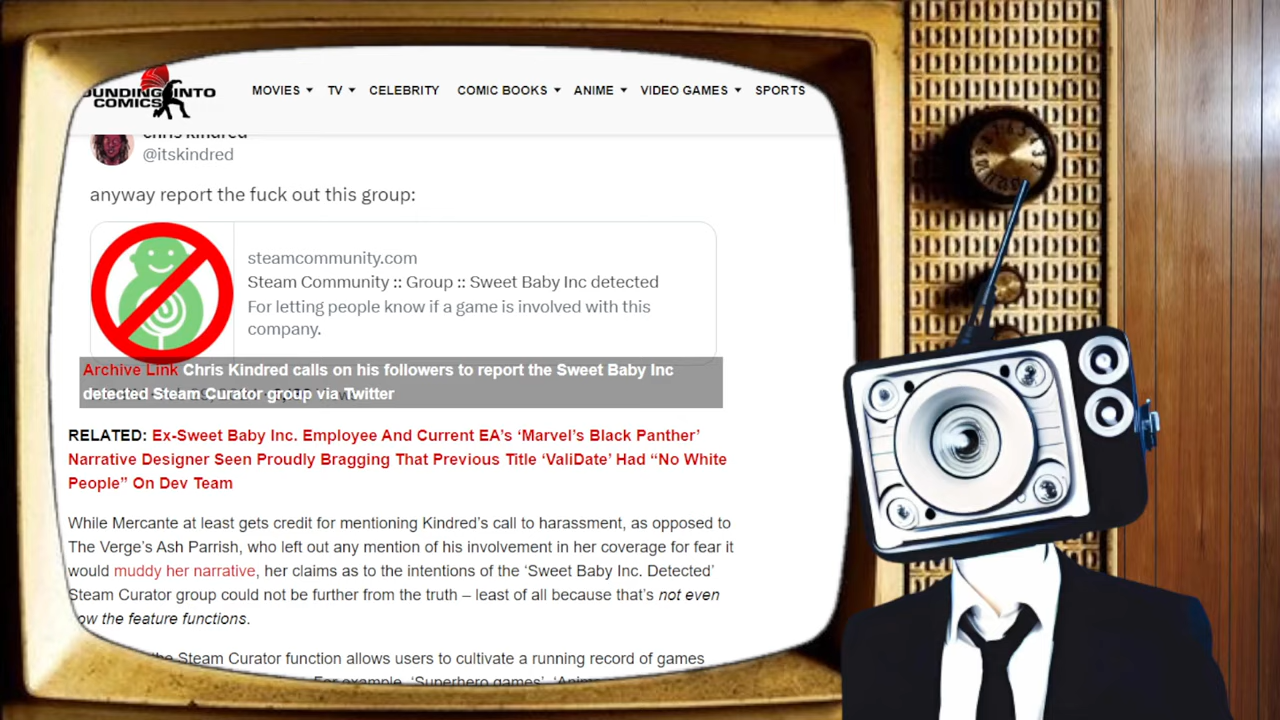 OUNDING INTO
COMICS
MOVIES TV CELEBRITY COMIC BOOKS ANIME VIDEO GAMES SPORTS
chris kindred
@itskindred
anyway report the fuck out this group:
steamcommunity.com
Steam Community :: Group :: Sweet Baby Inc detected
For letting people know if a game is involved with this
company.
Archive Link Chris Kindred calls on his followers to report the Sweet Baby Inc
detected Steam Curator group via Twitter
RELATED: Ex-Sweet Baby Inc. Employee And Current EA’s ‘Marvel’s Black Panther’
Narrative Designer Seen Proudly Bragging That Previous Title ‘ValiDate’ Had “No White
People” On Dev Team
While Mercante at least gets credit for mentioning Kindred’s call to harassment, as opposed to
The Verge’s Ash Parrish, who left out any mention of his involvement in her coverage for fear it
would muddy her narrative, her claims as to the intentions of the ‘Sweet Baby Inc. Detected’
Steam Curator group could not be further from the truth – least of all because that’s not even
ow the feature functions.
the Steam Curator function allows users to cultivate a running record of games
For example, ‘Superhero games’,